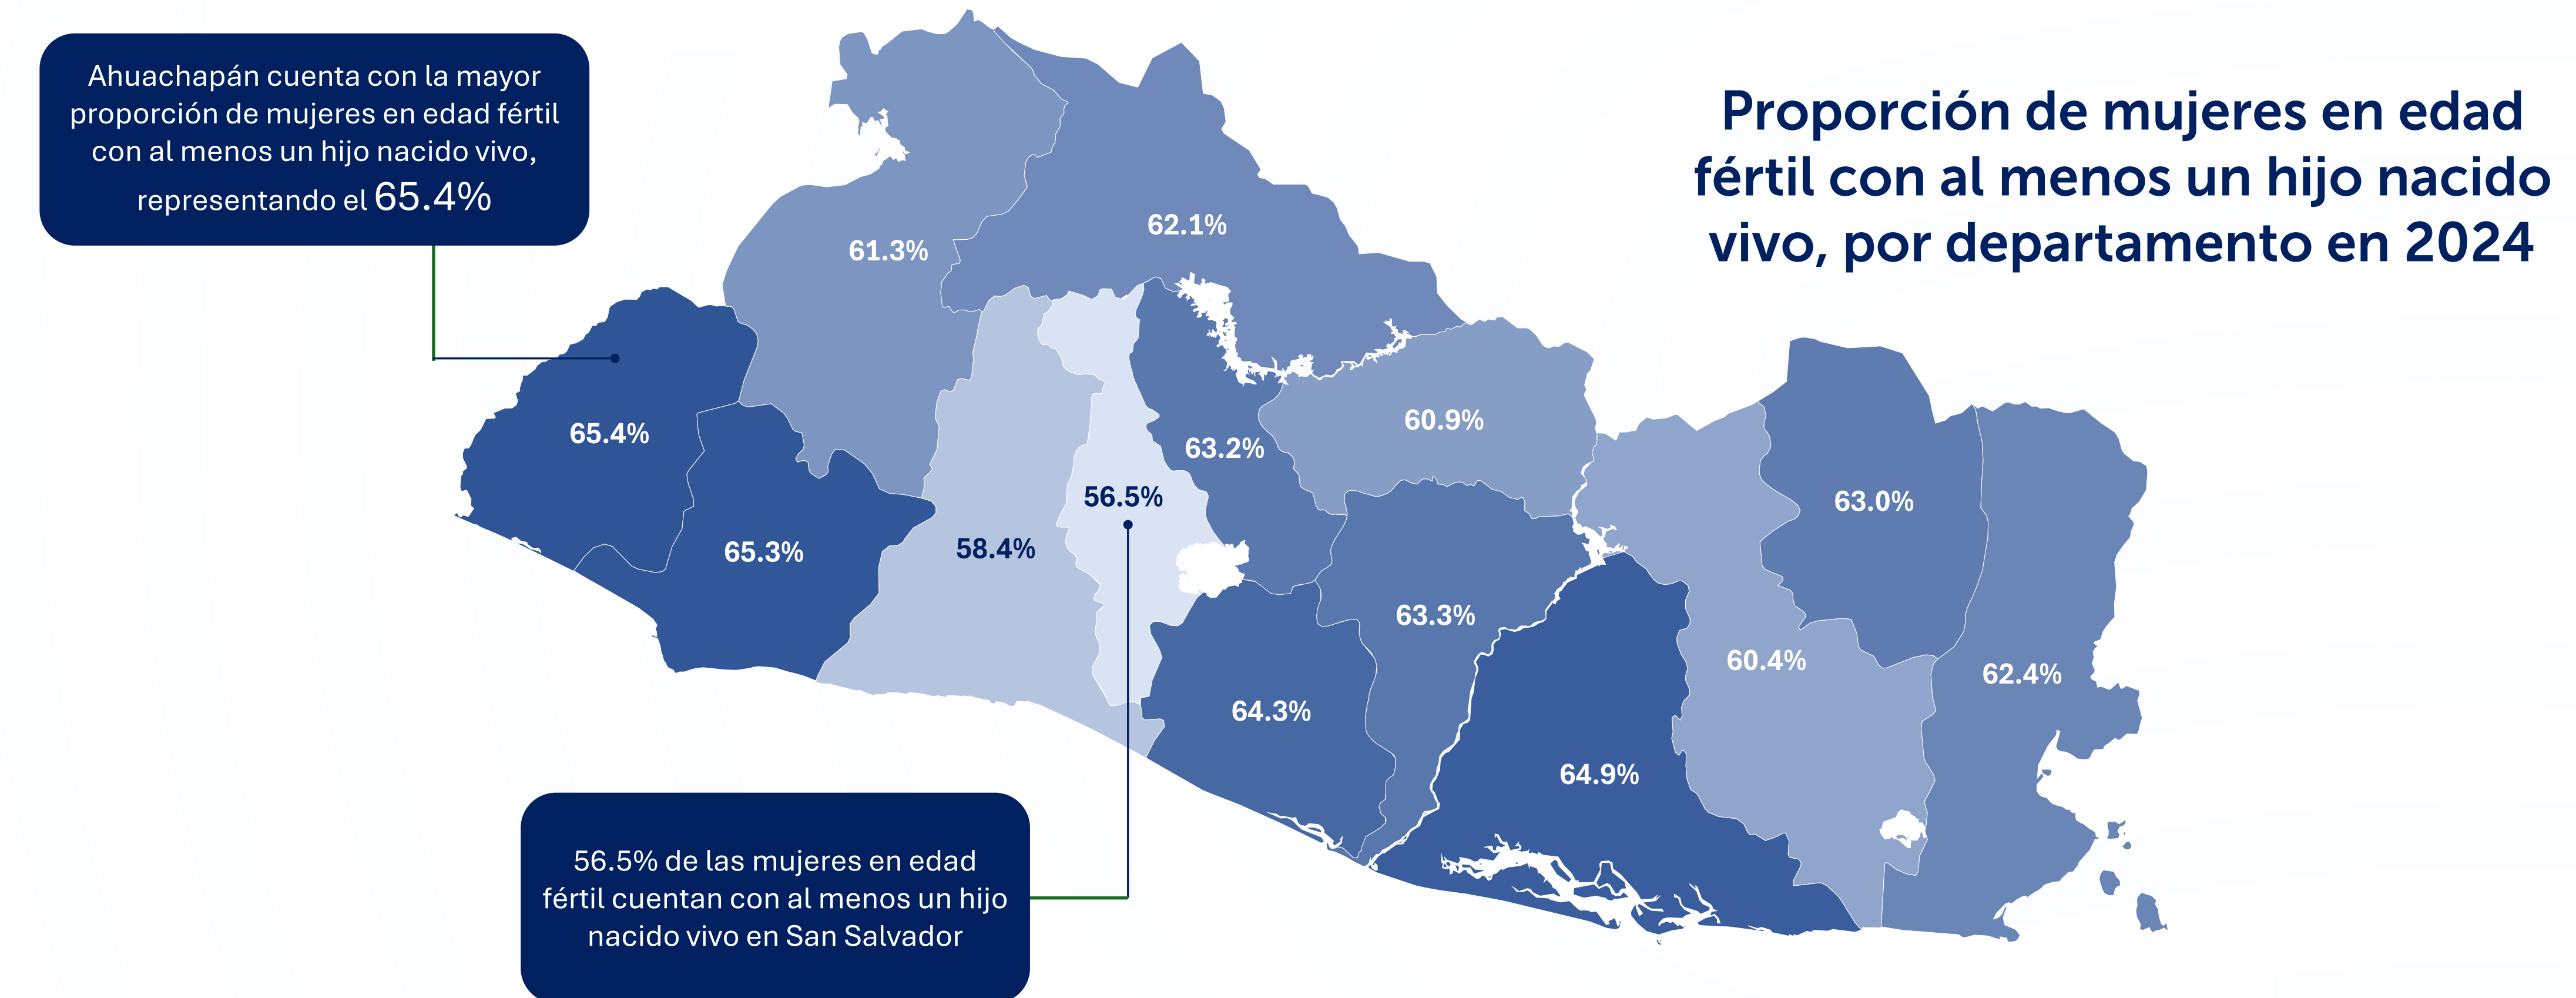 Ahuachapán cuenta con la mayor
proporción de mujeres en edad fértil
con al menos un hijo nacido vivo,
representando el 65.4%
Proporción de mujeres en edad
fértil con al menos un hijo nacido
vivo, por departamento en 2024
62.1%
61.3%
60.9%
65.4%
63.2%
56.5%
63.0%
58.4%
65.3%
63.3%
60.4%
62.4%
64.3%
64.9%
56.5% de las mujeres en edad
fértil cuentan con al menos un hijo
nacido vivo en San Salvador